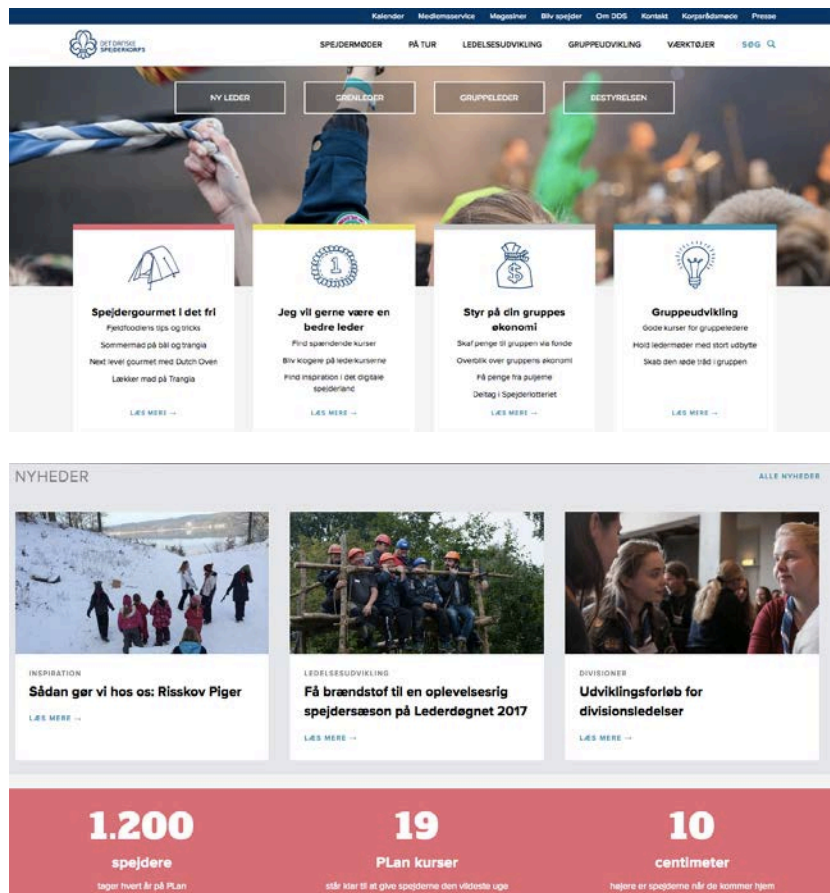 Kalender Medlemsservice Magasiner Bliv spejder Om DDS Kontakt Korpsrådsmøde Presse
DET DANSKE
SPEJDERKORPS
SPEJDERMØDER PÅ TUR LEDELSESUDVIKLING GRUPPEUDVIKLING VÆRKTØJER SØG
NY LEDER GRENLEDER GRUPPELEDER BESTYRELSEN
Spejdergourmet i det fri
Fjeldfoodiens tips og tricks
Sommermad på bål og trangia
Next level gourmet med Dutch Oven
Lækker mad på Trangia
LÆS MERE →
Jeg vil gerne være en
bedre leder
Find spændende kurser
Bliv klogere på lederkurserne
Find inspiration i det digitale
spejderland
LÆS MERE →
Styr på din gruppes
økonomi
Skaf penge til gruppen via fonde
Overblik over gruppens økonomi
Få penge fra puljerne
Deltag i Spejderlotteriet
LÆS MERE →
Gruppeudvikling
Gode kurser for gruppeledere
Hold ledermøder med stort udbytte
Skab den røde tråd i gruppen
LÆS MERE →
NYHEDER
ALLE NYHEDER
INSPIRATION
Sådan gør vi hos os: Risskov Piger
LÆS MERE →
LEDELSESUDVIKLING
Få brændstof til en oplevelsesrig
spejdersæson på Lederdøgnet 2017
LÆS MERE →
DIVISIONER
Udviklingsforløb for
divisionsledelser
LÆS MERE →
1.200
spejdere
tager hvert år på PLan
19
PLan kurser
står klar til at give spejderne den vildeste uge
10
centimeter
højere er spejderne når de kommer hjem